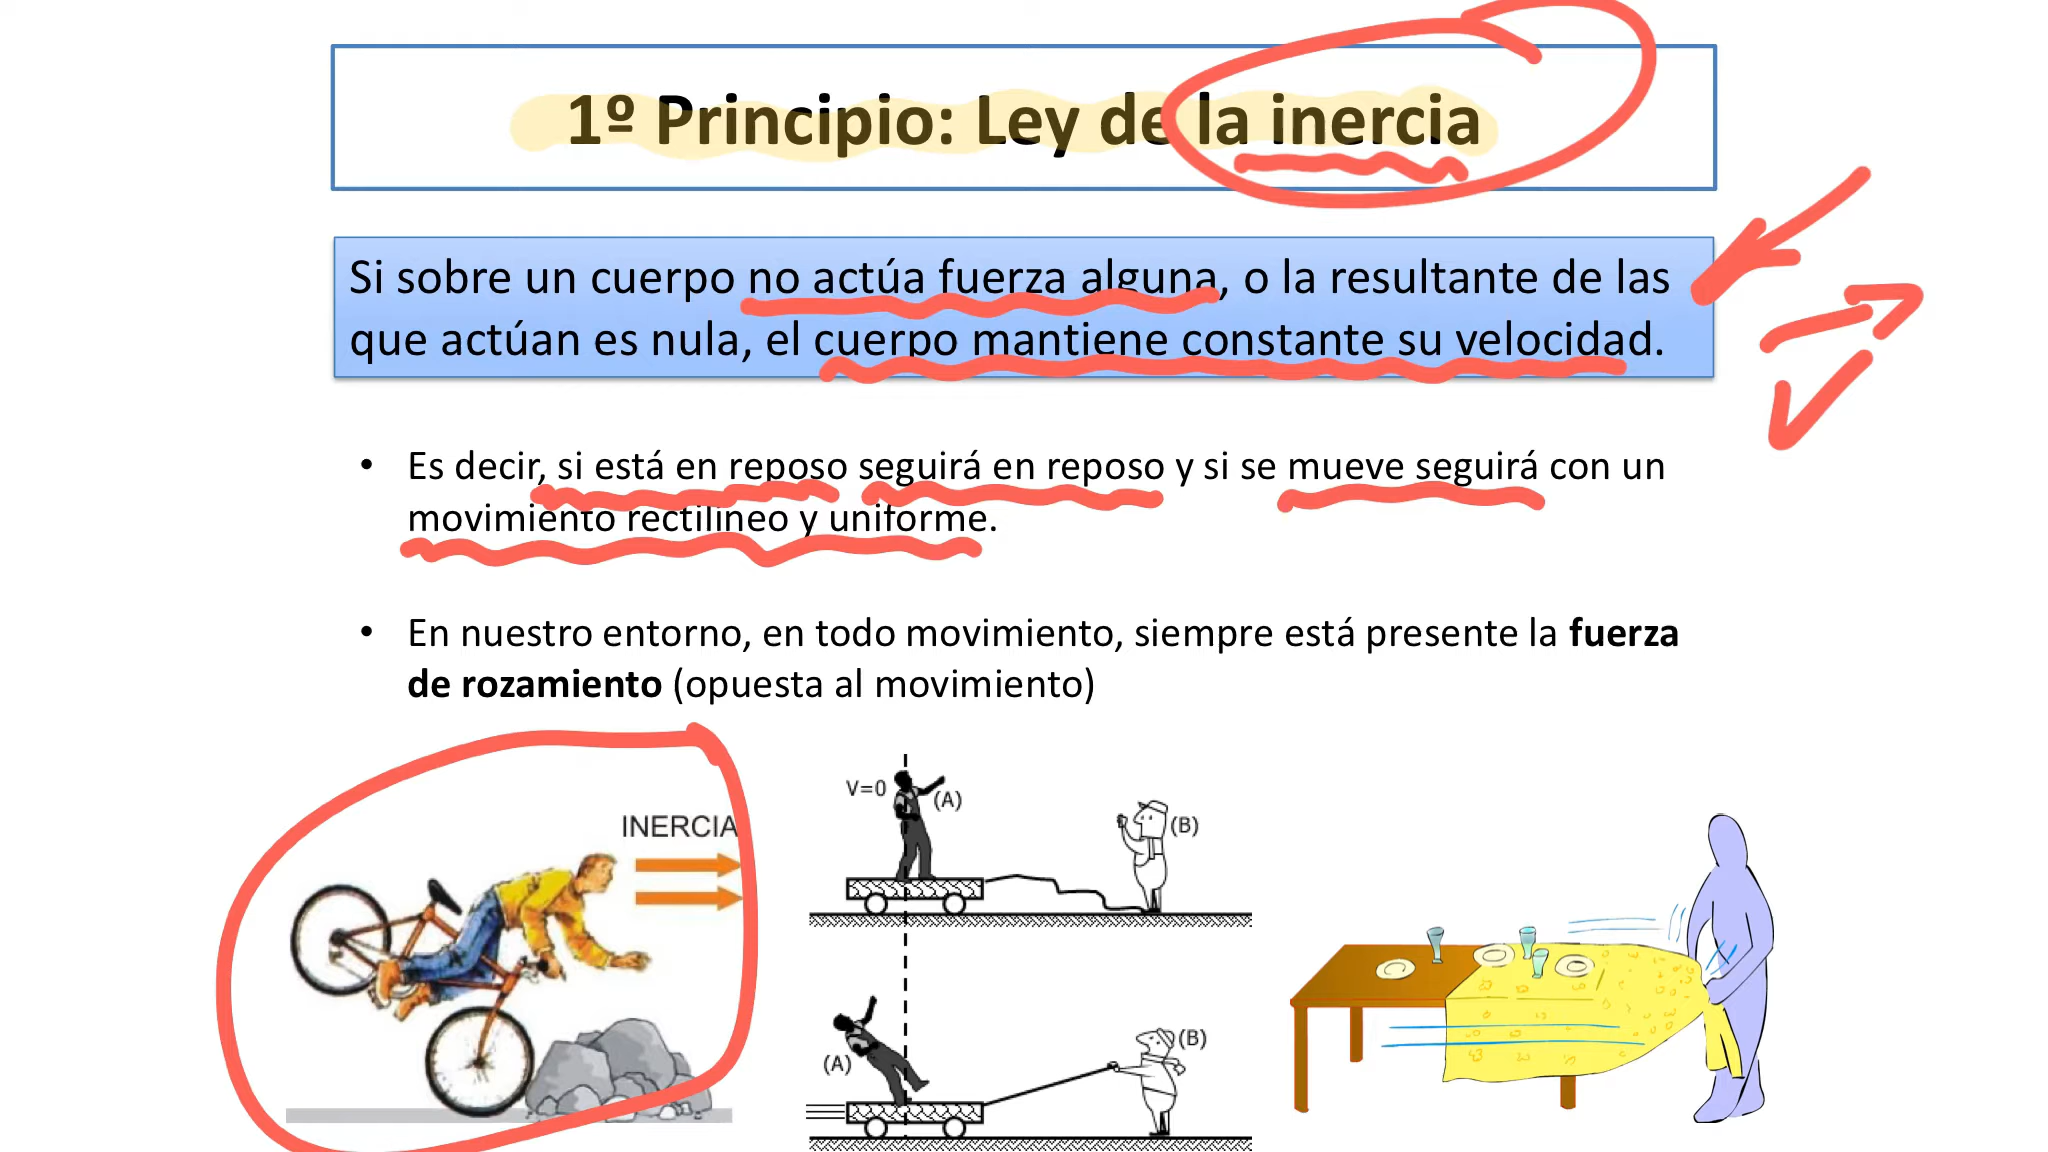 1º Principio: Ley de la inercia
Si sobre un cuerpo no actúa fuerza alguna, o la resultante de las
que actúan es nula, el cuerpo mantiene constante su velocidad.
• Es decir, si está en reposo seguirá en reposo y si se mueve seguirá con un
movimiento rectilíneo y uniforme.
• En nuestro entorno, en todo movimiento, siempre está presente la fuerza
de rozamiento (opuesta al movimiento)
INERCIA
V=0
(A)
(B)
(A)
(B)